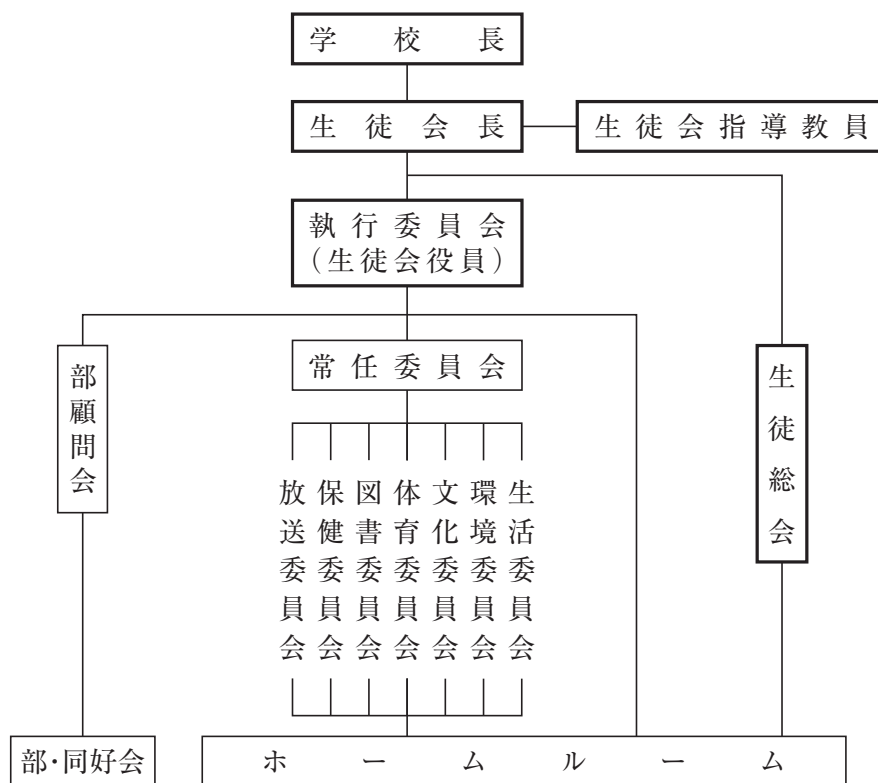 学校長
生徒会長
生徒会指導教員
執行委員会
(生徒会役員)
部顧問会
常任委員会
生徒総会
放送委員会
保健委員会
図書委員会
体育委員会
文化委員会
環境委員会
生活委員会
部・同好会
ホームルーム